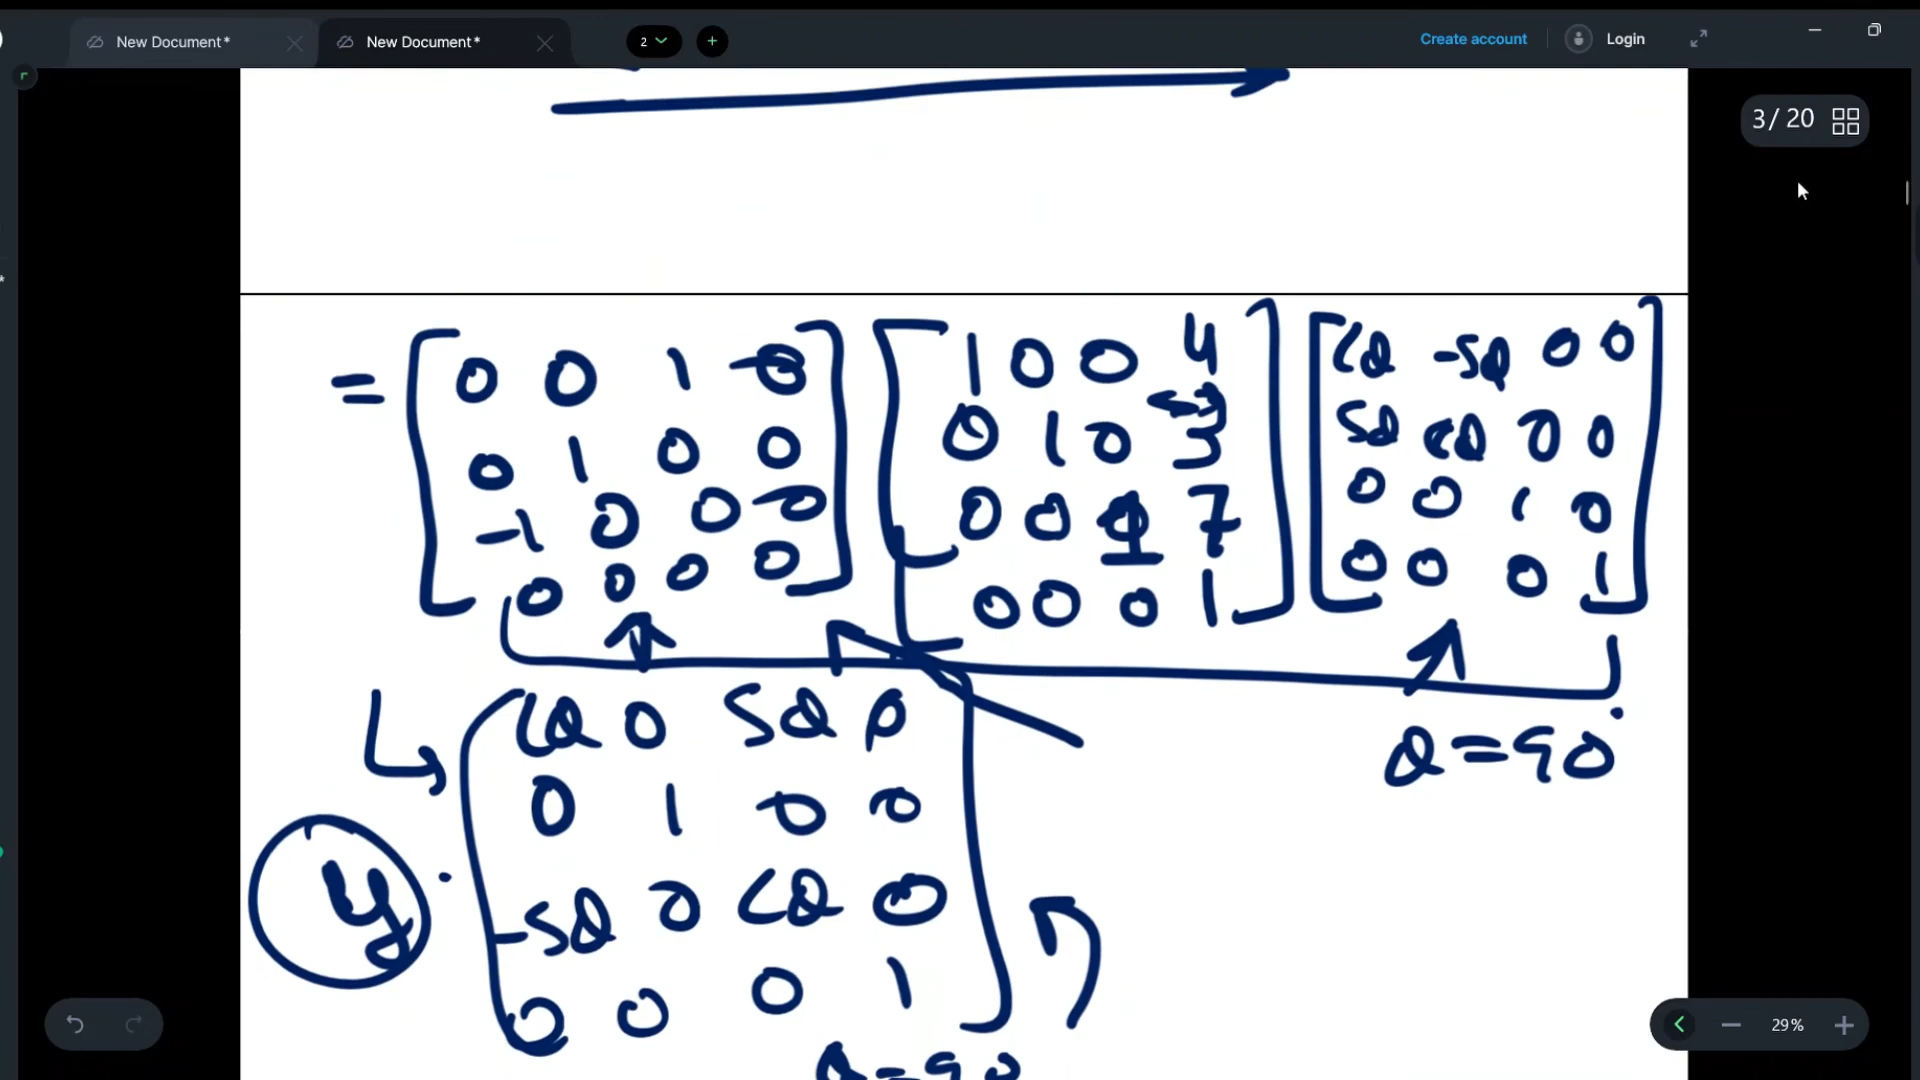 New Document* New Document* 2 Create account Login
3/ 20
= [0 0 1 0] [1 0 0 4] [Cθ -Sθ 0 0]
[0 1 0 0] [0 1 0 3] [Sθ Cθ 0 0]
[-1 0 0 0] [0 0 1 7] [0 0 1 0]
[0 0 0 0] [0 0 0 1] [0 0 0 1]
θ=90
[Cθ 0 Sθ 0]
[0 1 0 0]
y [-Sθ 0 Cθ 0]
[0 0 0 1]
θ=90
29%